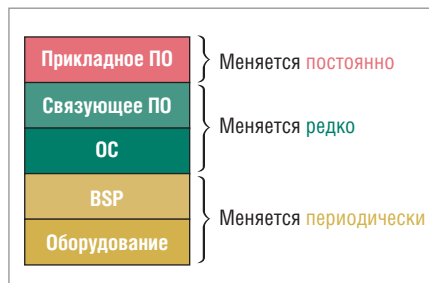 Прикладное ПО
Меняется постоянно
Связующее ПО
ОС
Меняется редко
BSP
Оборудование
Меняется периодически